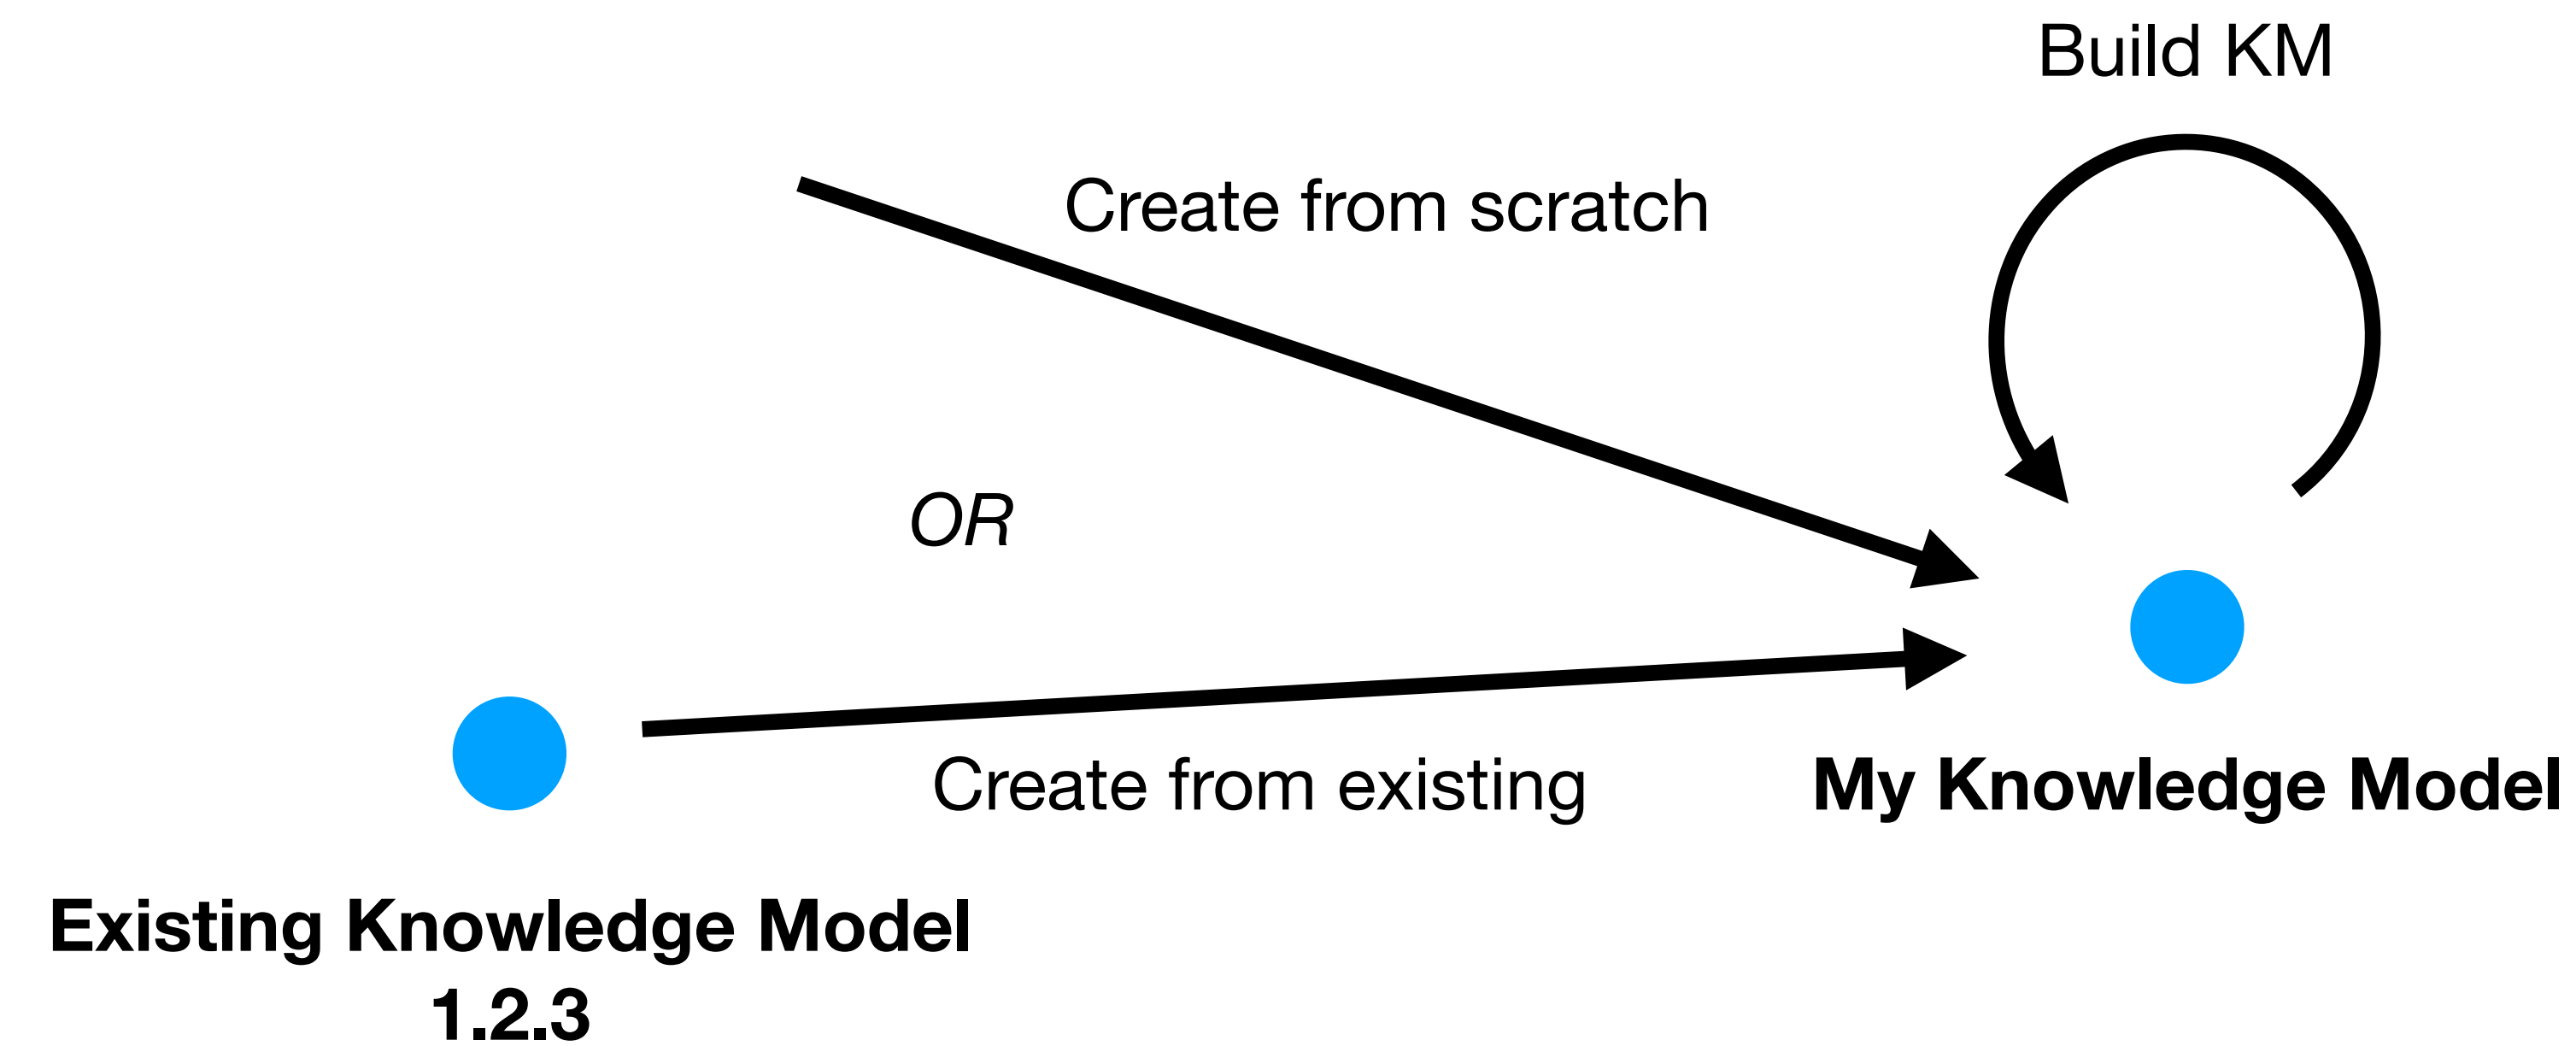 Build KM
Create from scratch
OR
Create from existing
My Knowledge Model
Existing Knowledge Model
1.2.3